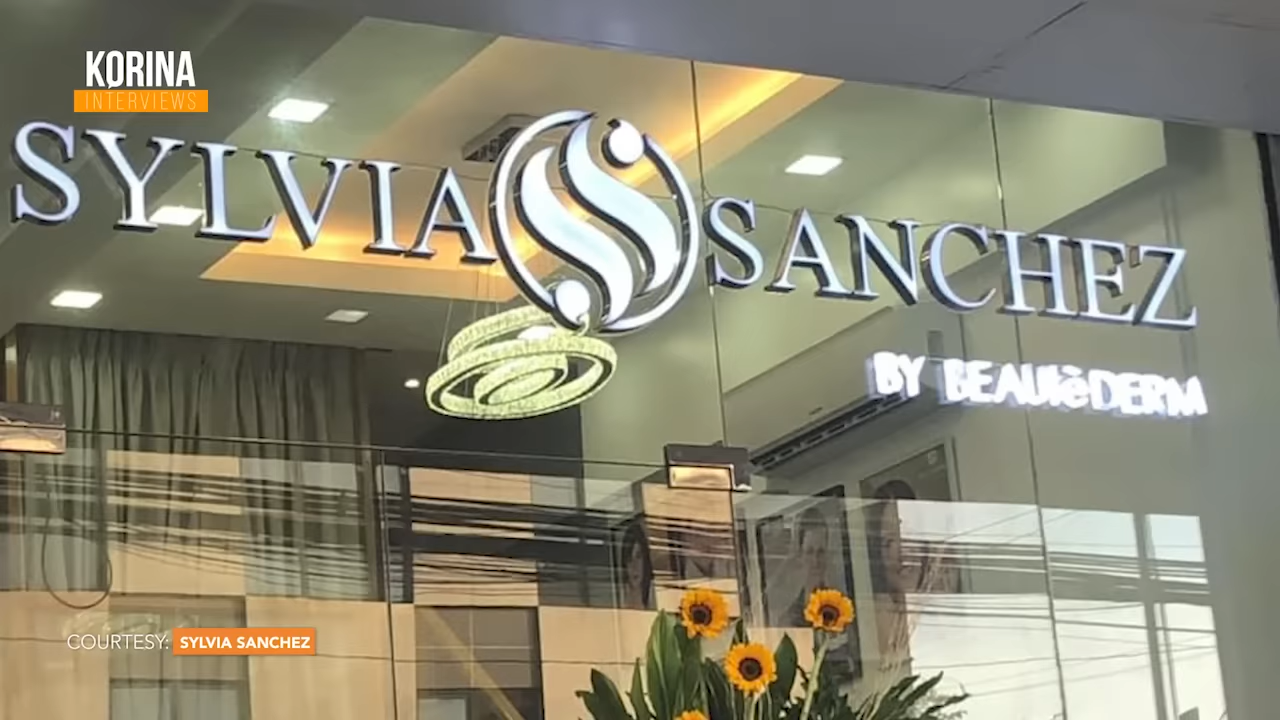 KORINA
INTERVIEWS
SYLVIA SANCHEZ
BY BEAUTéDERM
COURTESY: SYLVIA SANCHEZ